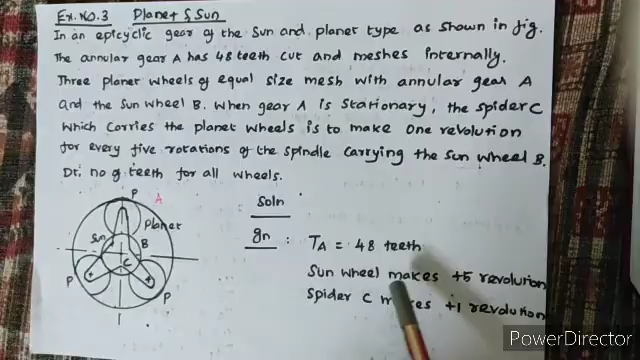 Ex.No.3 Planet & Sun
In an epicyclic gear of the Sun and planet type as shown in fig.
The annular gear A has 48 teeth cut and meshes internally.
Three planet wheels of equal size mesh with annular gear A
and the Sun wheel B. When gear A is stationary, the spider C
which carries the planet wheels is to make one revolution
for every five rotations of the spindle carrying the sun wheel B.
Dt. no of teeth for all wheels.
P A
Planet
Sun
B
C
P P
Soln
gn : TA = 48 teeth
Sun wheel makes +5 revolution
Spider C makes +1 revolution
PowerDirector